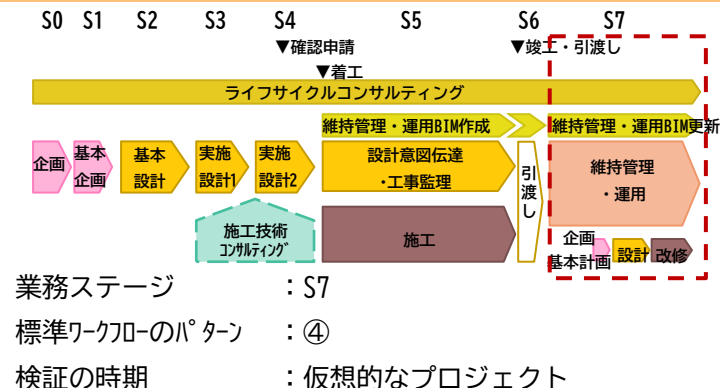 S0 S1 S2 S3 S4 S5 S6 S7
▼確認申請 ▼竣工・引渡し
▼着工
ライフサイクルコンサルティング
維持管理・運用BIM作成 維持管理・運用BIM更新
企画
基本
企画
基本
設計
実施
設計1
実施
設計2
設計意図伝達
・工事監理
引
渡
し
維持管理
・運用
施工技術
コンサルティング
施工
企画
基本計画
設計
改修
業務ステージ ：S7
標準ワークフローのパターン ：④
検証の時期 ：仮想的なプロジェクト